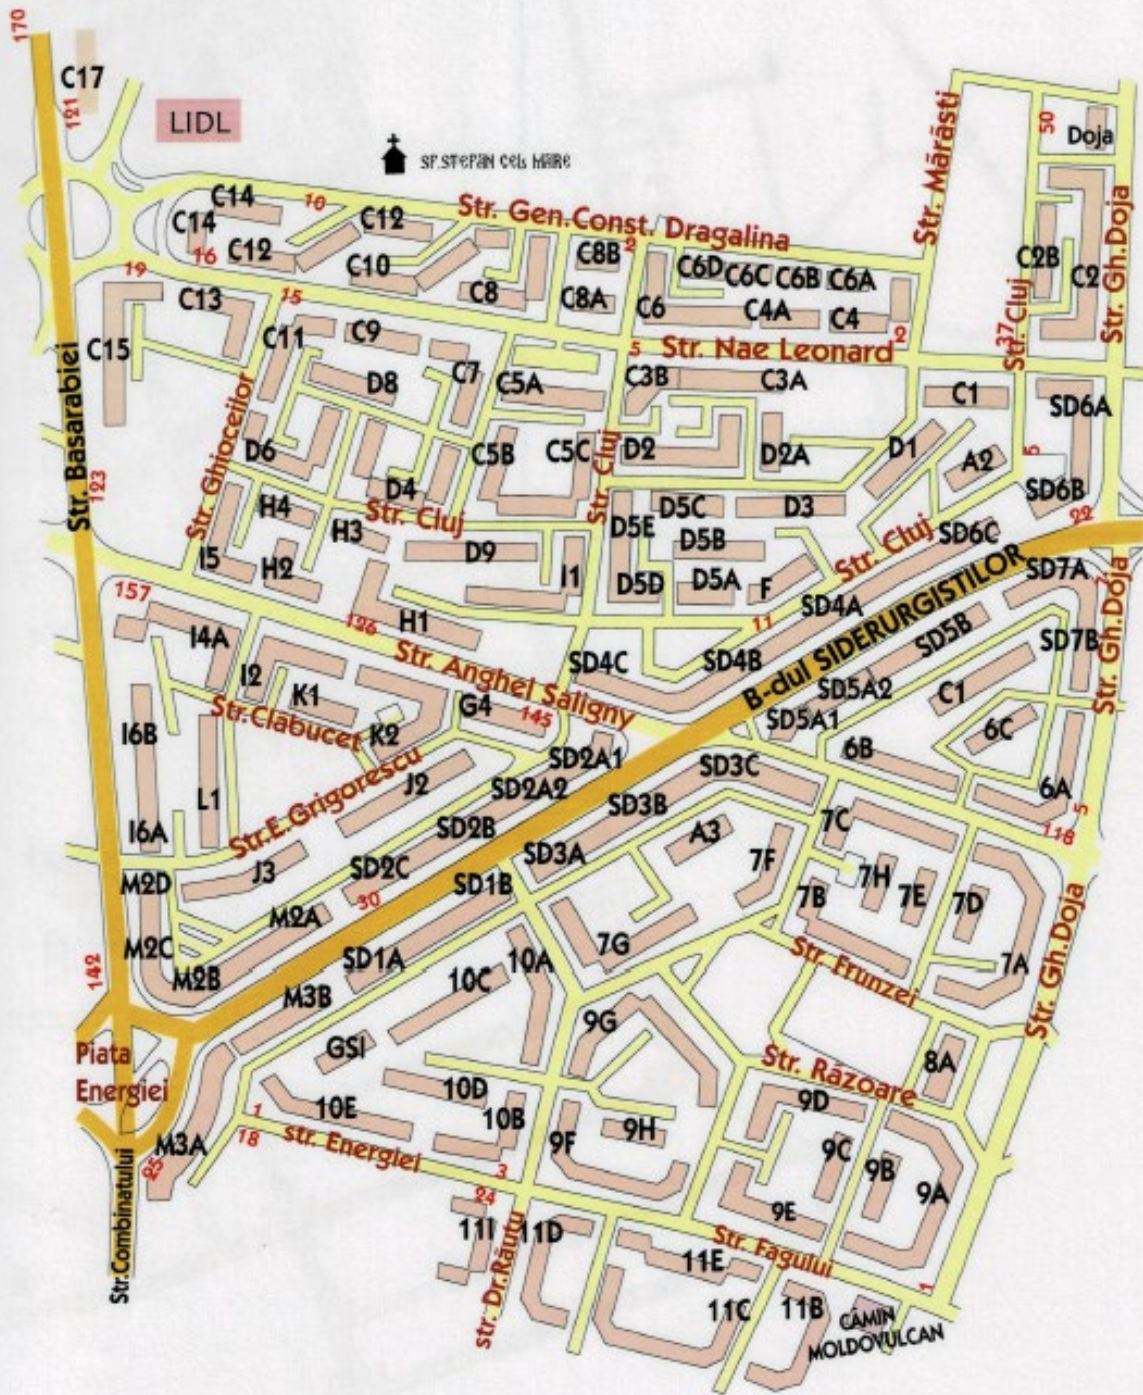 170
C17
121
LIDL
SF.STEFAN CEL MARE
Str. Mărăsti
50
Doja
C14
10
C14
C12
Str. Gen.Const. Dragalina
16
C12
C10
C8B
2
C6D
C6C
C6B
C6A
C2B
C2
Str. Gh.Doja
19
C13
15
C8
C8A
C6
C4A
C4
2
Str. Cluj
37
C15
C11
C9
5
Str. Nae Leonard
D8
C7
C5A
C3B
C3A
C1
SD6A
Str. Basarabiei
Str. Ghioceilor
D6
C5B
C5C
Str. Cluj
D2
D2A
D1
A2
5
123
D4
SD6B
H4
Str. Cluj
D5C
D3
22
H3
D5E
D5B
SD6C
I5
H2
D9
I1
D5D
D5A
F
Str. Cluj
SD7A
7
157
126
H1
11
SD4A
B-dul SIDERURGISTILOR
I4A
Str. Anghel Saligny
SD4C
SD4B
SD5B
SD7B
Str. Gh.Doja
I2
K1
G4
145
SD5A2
C1
Str.Clabucet
K2
SD5A1
6C
I6B
SD2A1
6B
J2
SD2A2
SD3C
6A
L1
Str.E.Grigorescu
SD3B
5
I6A
SD2B
A3
7C
118
SD3A
J3
SD2C
7F
M2D
SD1B
7H
7E
7B
7D
30
M2A
M2C
7G
142
SD1A
10A
Str. Frunzei
7A
Str. Gh.Doja
M2B
10C
M3B
9G
GSI
Piata
Energiei
Str. Răzoare
8A
10D
10E
9D
1
10B
18
str. Energiei
9F
9H
9C
M3A
9B
25
3
9A
Str.Combinatului
24
9E
11I
11D
Str. Fagului
str. Dr.Răutu
11E
1
11C
11B
CĂMIN
MOLDOVULCAN